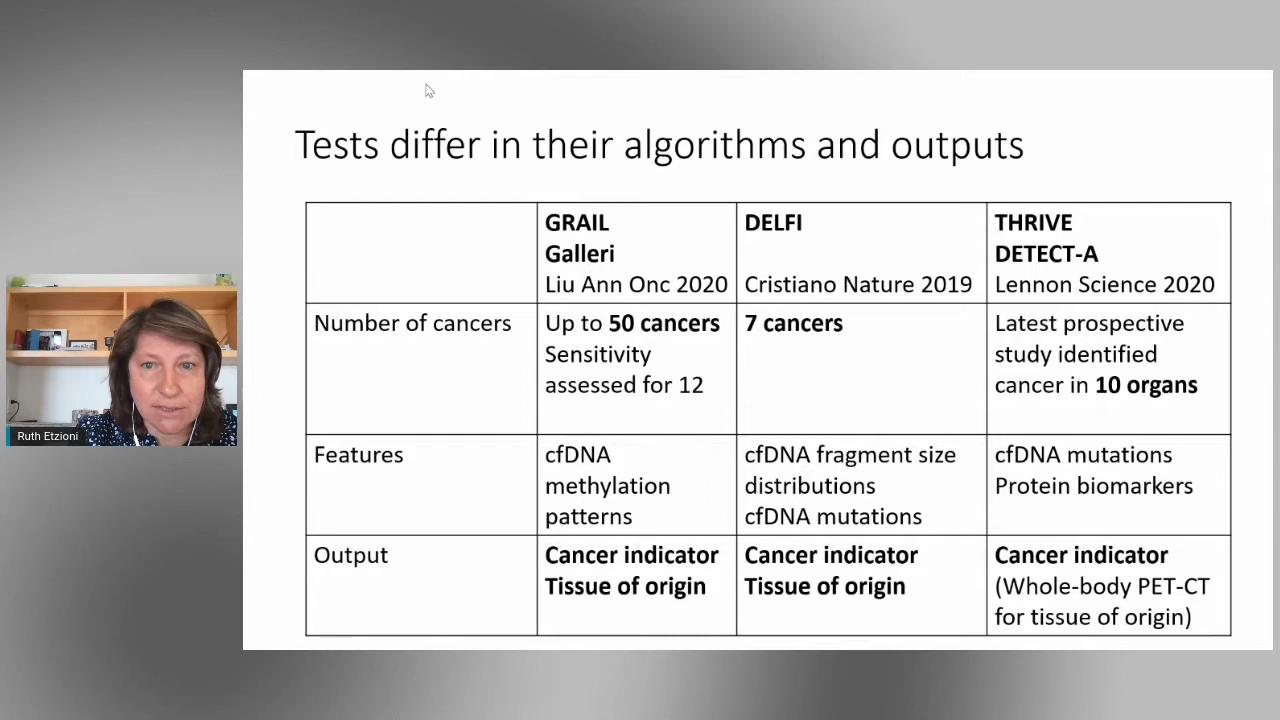 Tests differ in their algorithms and outputs
GRAIL
Galleri
Liu Ann Onc 2020
DELFI
Cristiano Nature 2019
THRIVE
DETECT-A
Lennon Science 2020
Number of cancers
Up to 50 cancers
Sensitivity
assessed for 12
7 cancers
Latest prospective
study identified
cancer in 10 organs
Features
cfDNA
methylation
patterns
cfDNA fragment size
distributions
cfDNA mutations
cfDNA mutations
Protein biomarkers
Output
Cancer indicator
Tissue of origin
Cancer indicator
Tissue of origin
Cancer indicator
(Whole-body PET-CT
for tissue of origin)
Ruth Etzioni